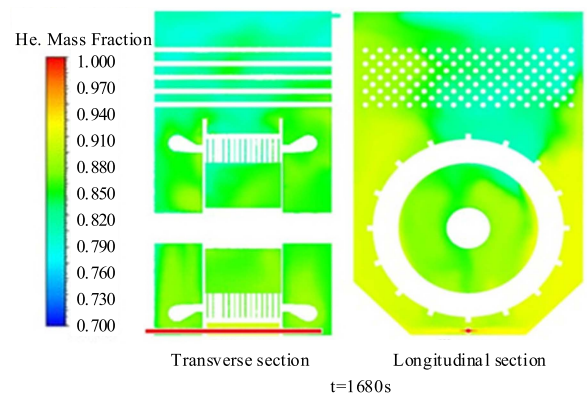 He. Mass Fraction
1.000
0.970
0.940
0.910
0.880
0.850
0.820
0.790
0.760
0.730
0.700
Transverse section
Longitudinal section
t=1680s